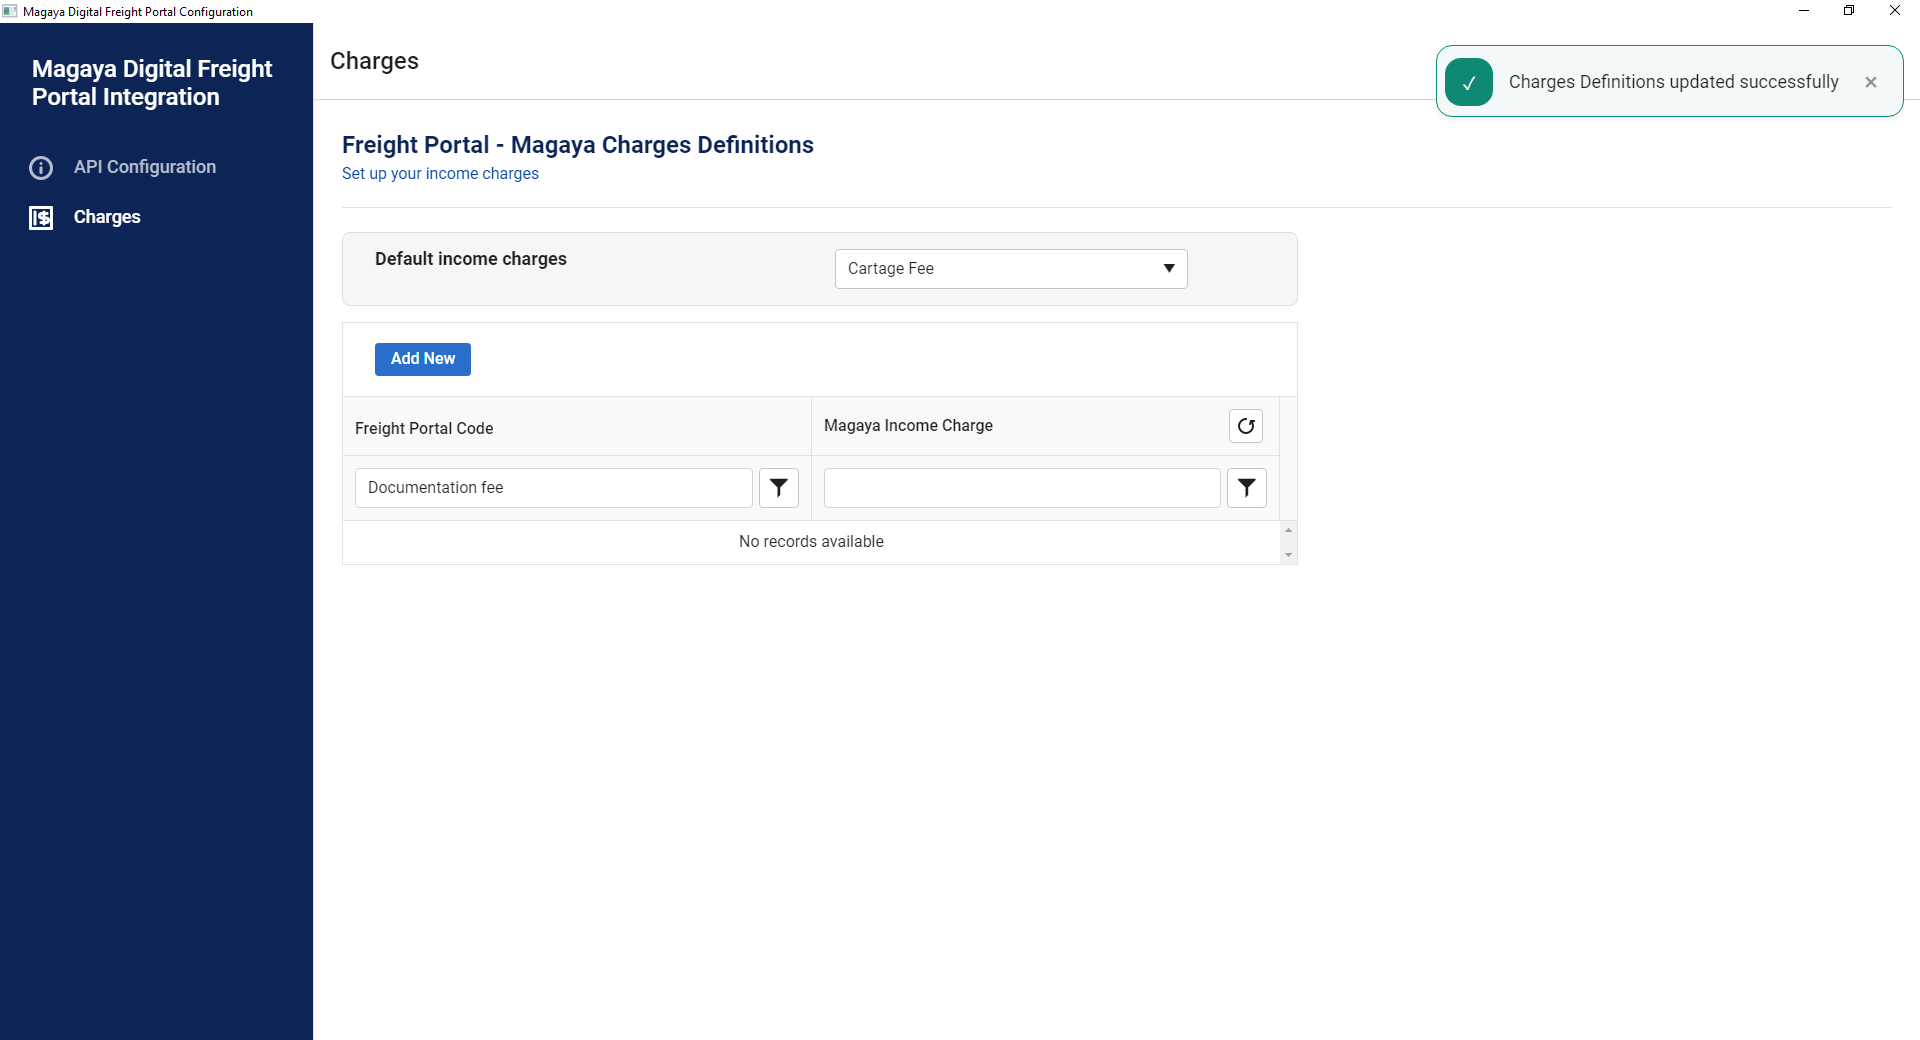 Magaya Digital Freight Portal Configuration
Magaya Digital Freight
Portal Integration
API Configuration
Charges
Charges
Charges Definitions updated successfully
Freight Portal - Magaya Charges Definitions
Set up your income charges
Default income charges
Cartage Fee
Add New
Freight Portal Code
Magaya Income Charge
Documentation fee
No records available